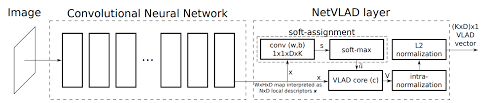 Image
Convolutional Neural Network
NetVLAD layer
(KxD)x1
VLAD
vector
soft-assignment
conv (w,b)
1x1xDxK
s
soft-max
L2
normalization
x
WxHxD map interpreted as
NxD local descriptors x
x
VLAD core (c)
V
intra-
normalization
...